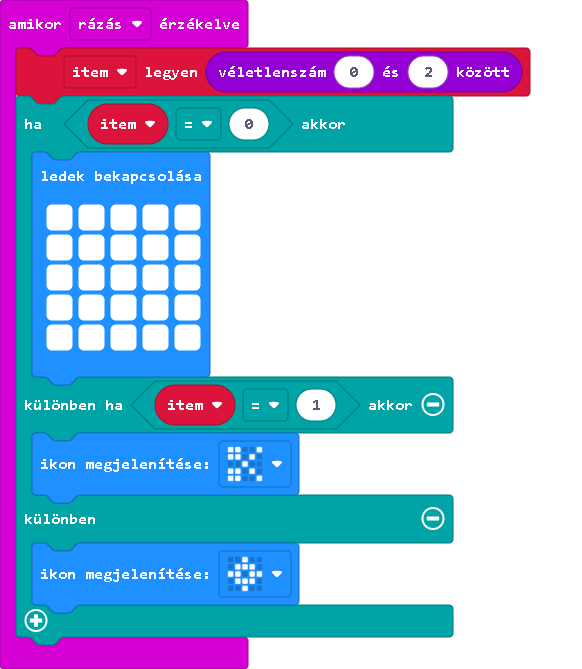 amikor rázás érzékelve
item legyen véletlenszám 0 és 2 között
ha item = 0 akkor
ledek bekapcsolása
különben ha item = 1 akkor
ikon megjelenítése:
különben
ikon megjelenítése: